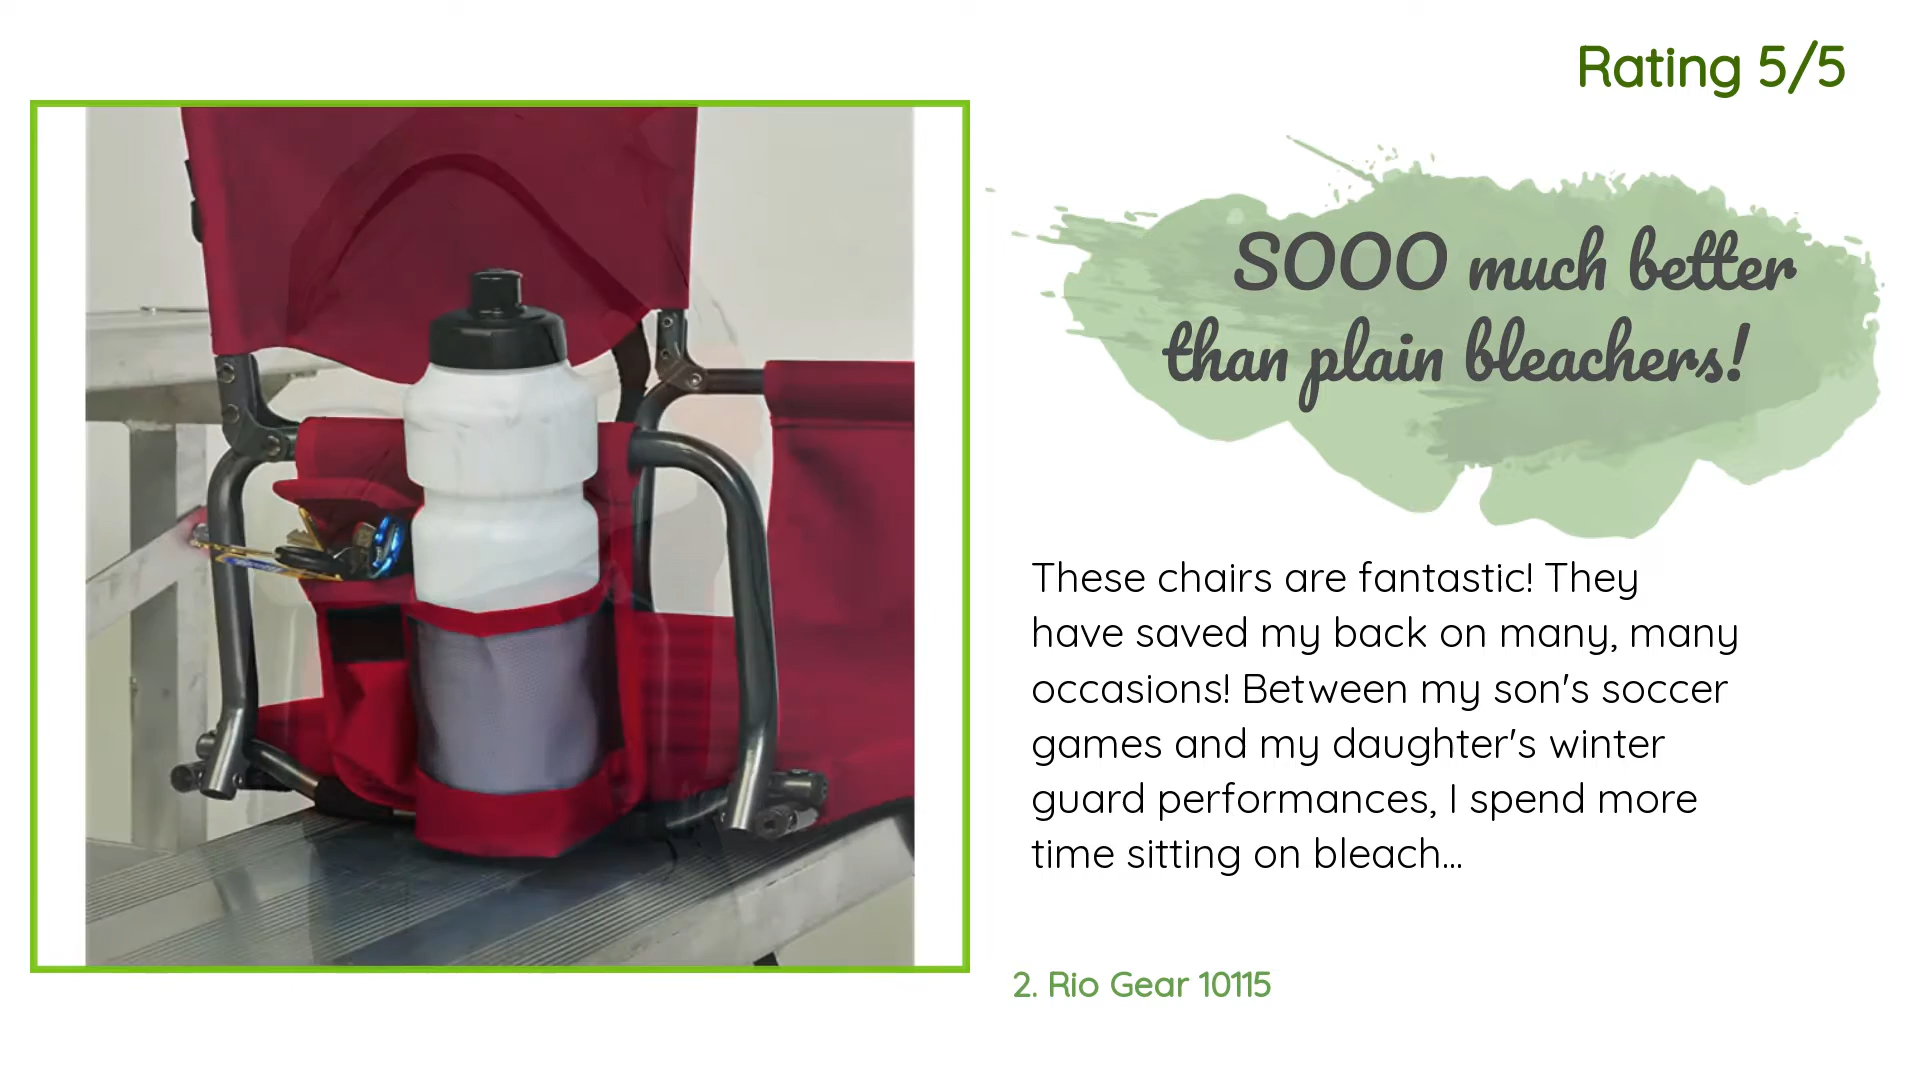 Rating 5/5
SOOO much better
than plain bleachers!
These chairs are fantastic! They
have saved my back on many, many
occasions! Between my son's soccer
games and my daughter's winter
guard performances, I spend more
time sitting on bleach...
2. Rio Gear 10115